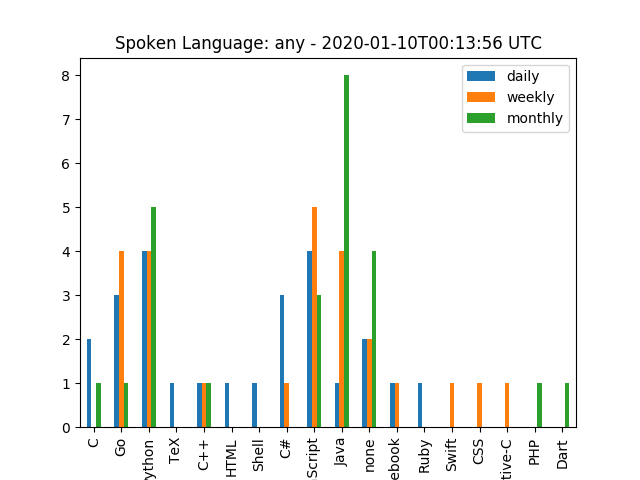 Spoken Language: any - 2020-01-10T00:13:56 UTC
daily
weekly
monthly
8
7
6
5
4
3
2
1
0
C
Go
ython
TeX
C++
HTML
Shell
C#
Script
Java
none
ebook
Ruby
Swift
CSS
tive-C
PHP
Dart